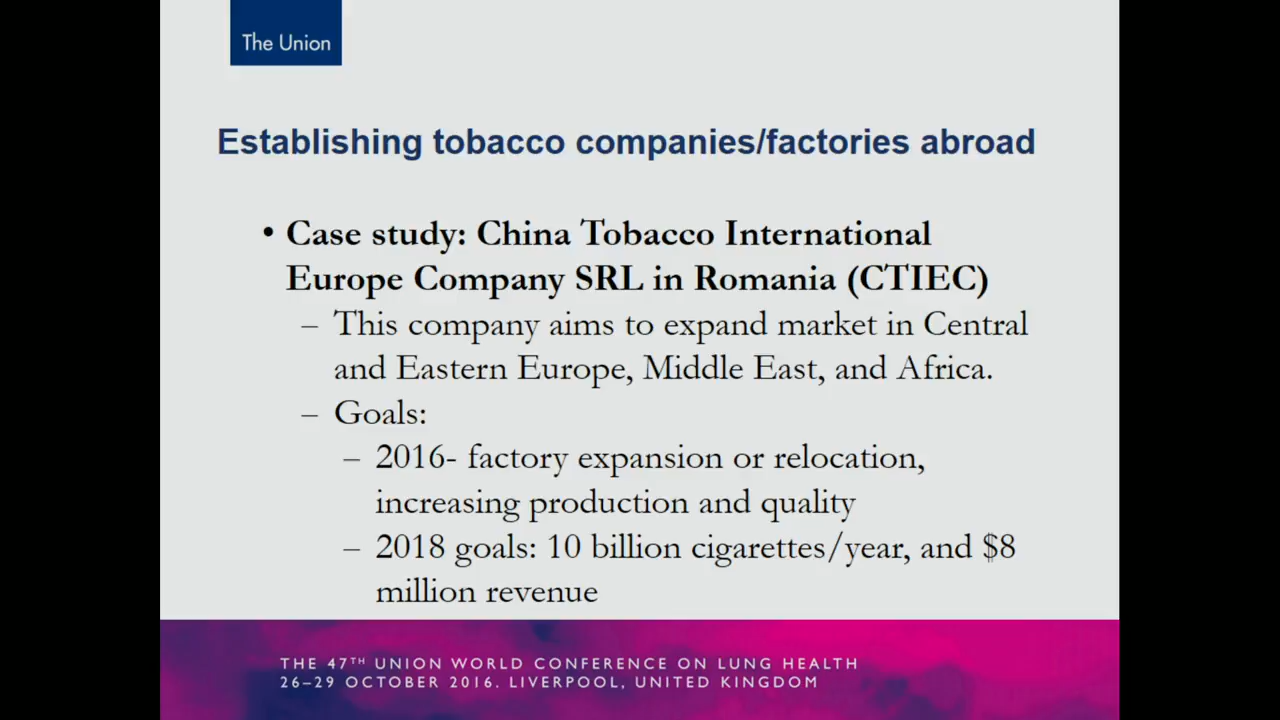 The Union
Establishing tobacco companies/factories abroad
• Case study: China Tobacco International
Europe Company SRL in Romania (CTIEC)
– This company aims to expand market in Central
and Eastern Europe, Middle East, and Africa.
– Goals:
– 2016- factory expansion or relocation,
increasing production and quality
– 2018 goals: 10 billion cigarettes/year, and $8
million revenue
THE 47TH UNION WORLD CONFERENCE ON LUNG HEALTH
26–29 OCTOBER 2016. LIVERPOOL, UNITED KINGDOM